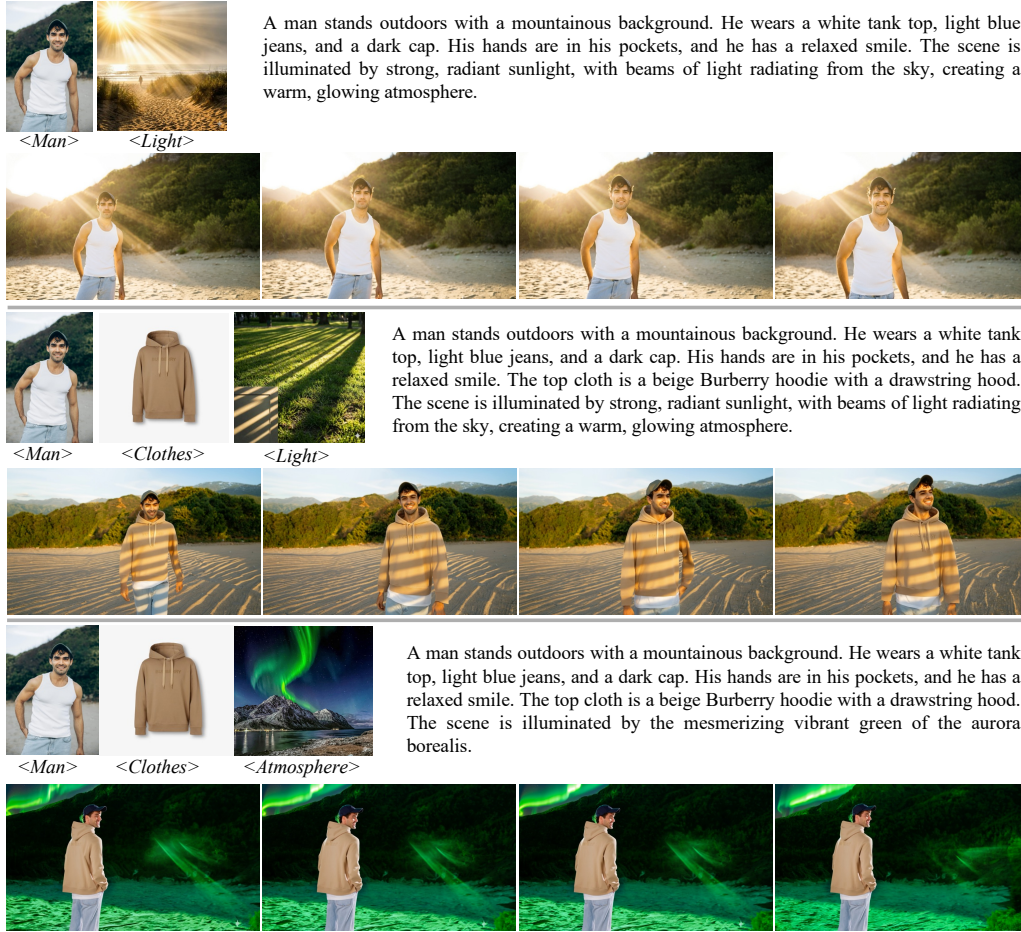 A man stands outdoors with a mountainous background. He wears a white tank top, light blue
jeans, and a dark cap. His hands are in his pockets, and he has a relaxed smile. The scene is
illuminated by strong, radiant sunlight, with beams of light radiating from the sky, creating a
warm, glowing atmosphere.
<Man> <Light>
A man stands outdoors with a mountainous background. He wears a white tank
top, light blue jeans, and a dark cap. His hands are in his pockets, and he has a
relaxed smile. The top cloth is a beige Burberry hoodie with a drawstring hood.
The scene is illuminated by strong, radiant sunlight, with beams of light radiating
from the sky, creating a warm, glowing atmosphere.
<Man> <Clothes> <Light>
A man stands outdoors with a mountainous background. He wears a white tank
top, light blue jeans, and a dark cap. His hands are in his pockets, and he has a
relaxed smile. The top cloth is a beige Burberry hoodie with a drawstring hood.
The scene is illuminated by the mesmerizing vibrant green of the aurora
borealis.
<Man> <Clothes> <Atmosphere>